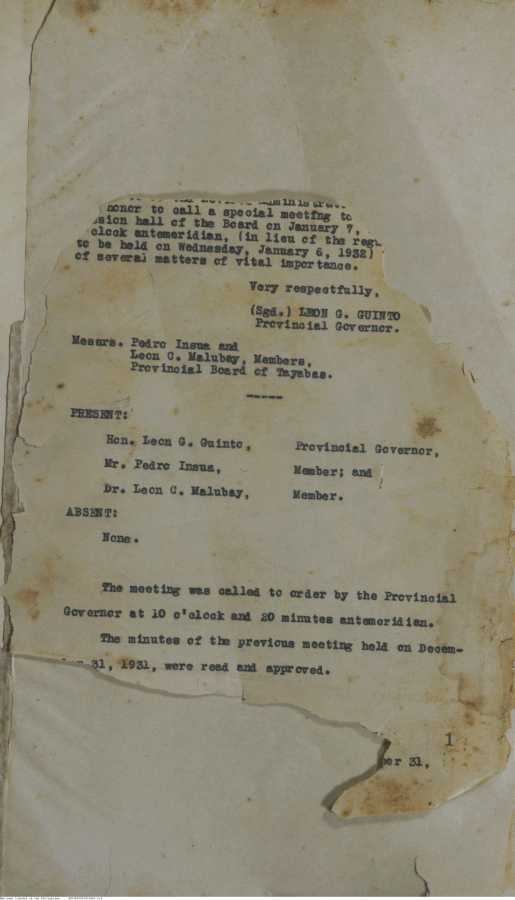 honor to call a special meetfng to
sion hall of the Board on January 7,
clock antemeridian, (in lieu of the regu
to be held on Wednesday, January 6, 1932)
of several matters of vital importance.
Very respectfully,
(Sgd.) LEON G. GUINTO
Provincial Governor.
Messrs. Pedro Insua and
Leon C. Malubay, Members,
Provincial Board of Tayabas.
-----
PRESENT:
Hon. Leon G. Guinto, Provincial Governor,
Mr. Pedro Insua, Member; and
Dr. Leon C. Malubay, Member.
ABSENT:
None.
The meeting was called to order by the Provincial
Governor at 10 o'clock and 20 minutes antemeridian.
The minutes of the previous meeting held on Decem-
31, 1931, were read and approved.
1
ber 31,